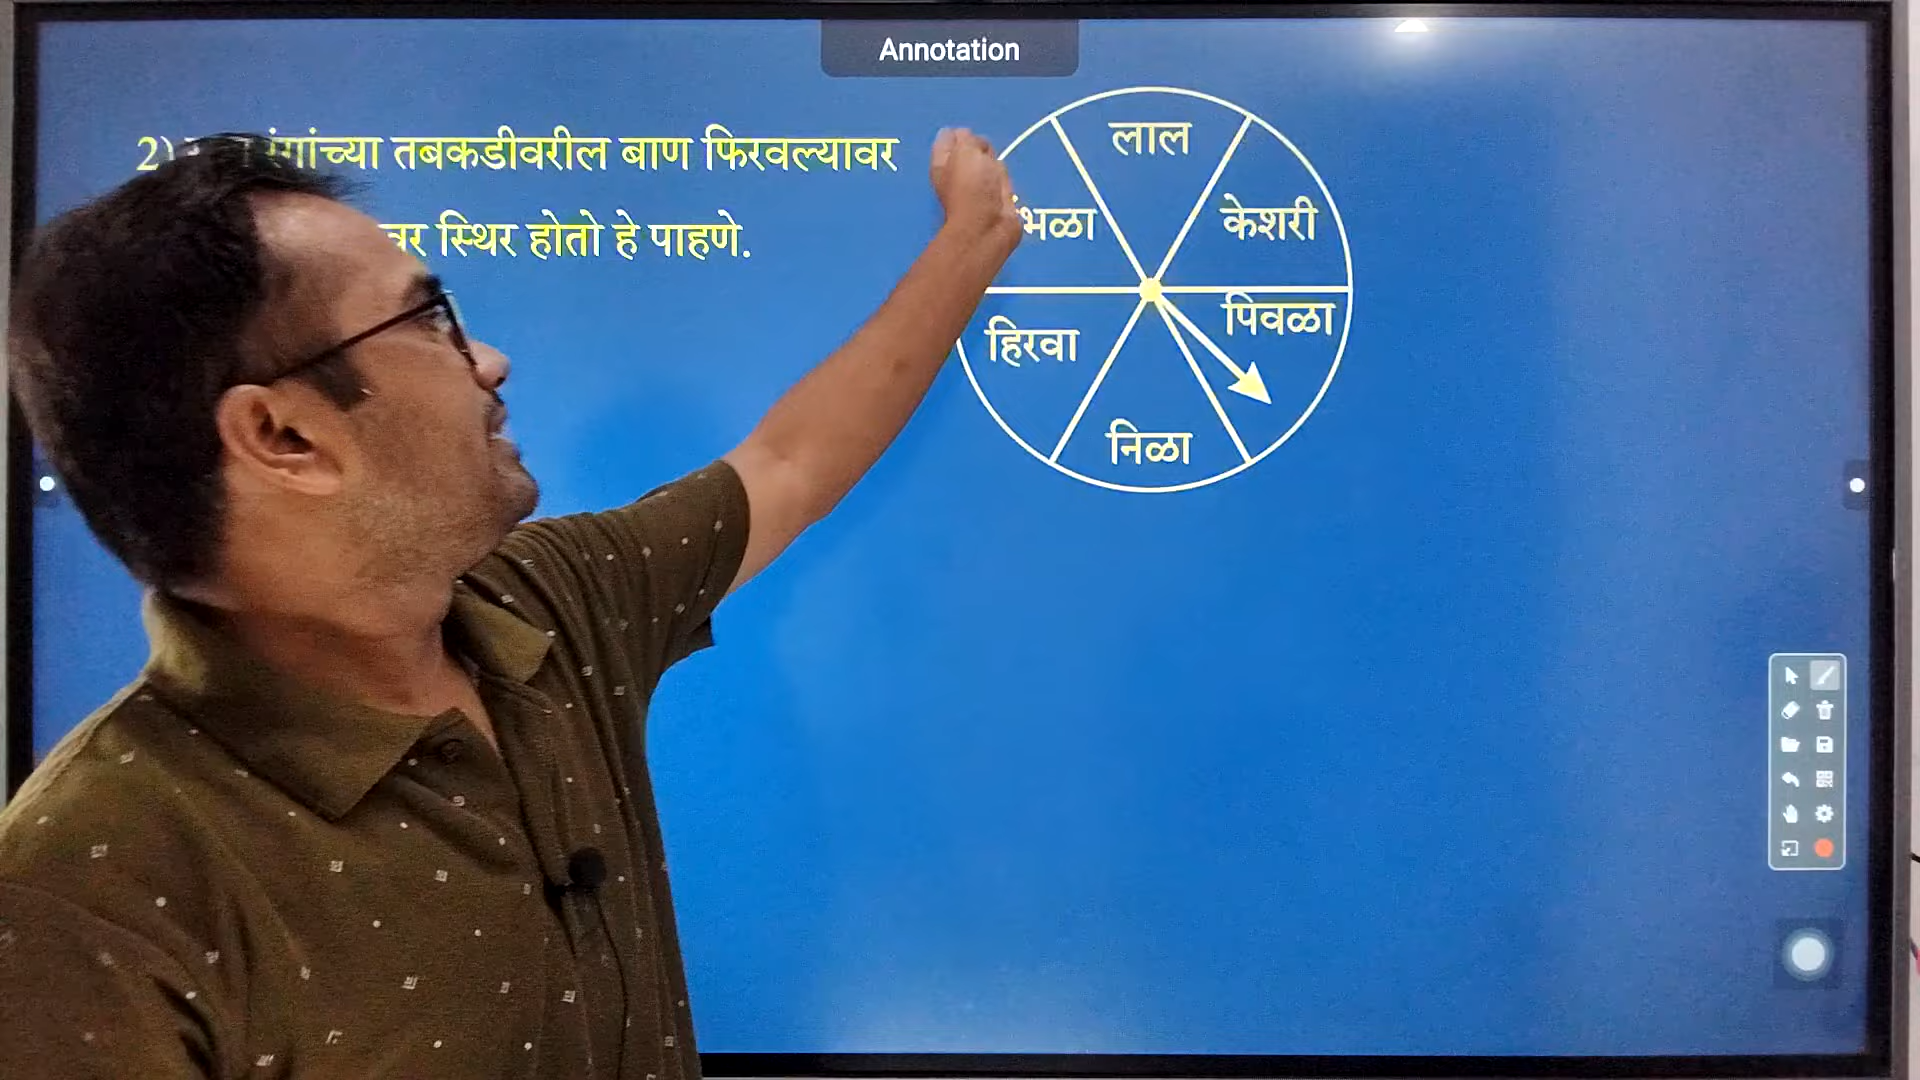 Annotation
2) रंगांच्या तबकडीवरील बाण फिरवल्यावर
स्थिर होतो हे पाहणे.
लाल
केशरी
पिवळा
हिरवा
निळा